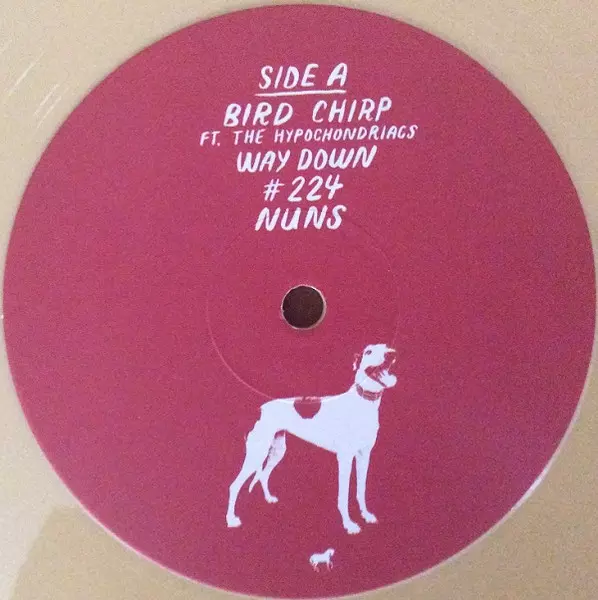 SIDE A
BIRD CHIRP
FT. THE HYPOCHONDRIACS
WAY DOWN
# 224
NUNS